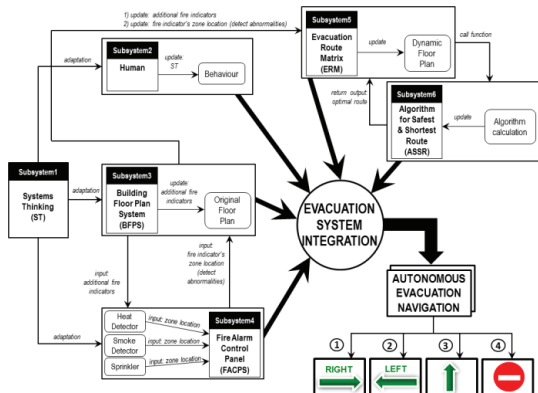 1) update: additional fire indicators
2) update: fire indicator's zone location (detect abnormalities)
adaptation
Subsystem2
Human
update:
ST
Behaviour
Subsystem5
Evacuation
Route
Matrix
(ERM)
update
Dynamic
Floor
Plan
call function
return output:
optimal route
Subsystem6
Algorithm
for Safest
& Shortest
Route
(ASSR)
update
Algorithm
calculation
Subsystem1
Systems
Thinking
(ST)
adaptation
Subsystem3
Building
Floor Plan
System
(BFPS)
update:
additional fire
indicators
Original
Floor
Plan
EVACUATION
SYSTEM
INTEGRATION
input:
additional fire
indicators
input:
fire indicator's
zone location
(detect
abnormalities)
adaptation
Heat
Detector
Smoke
Detector
Sprinkler
input: zone location
input: zone location
input: zone location
Subsystem4
Fire Alarm
Control
Panel
(FACPS)
AUTONOMOUS
EVACUATION
NAVIGATION
1
2
3
4
RIGHT
LEFT